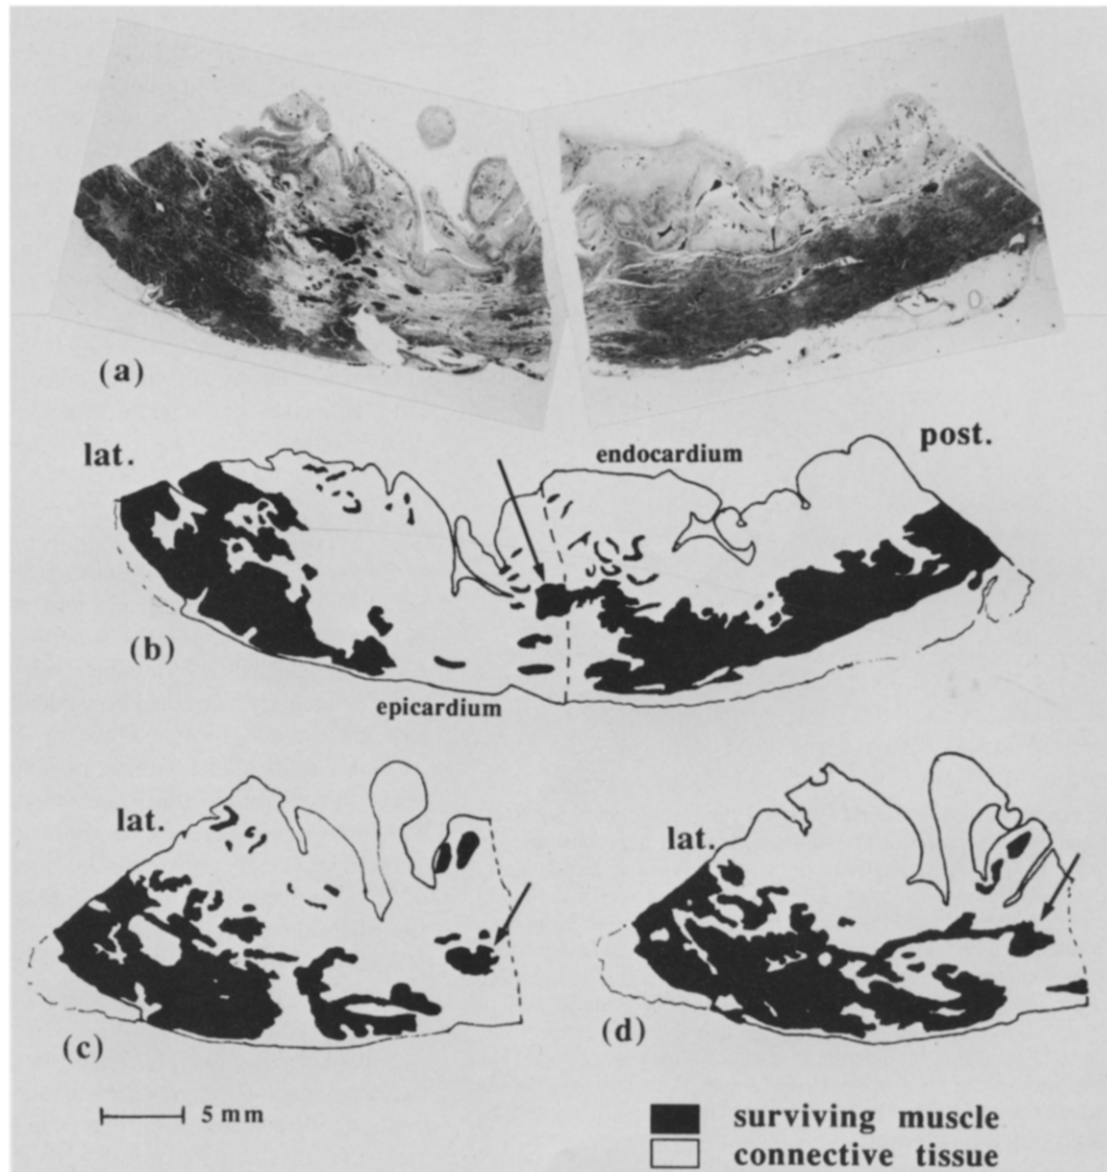 (a)
lat.
post.
endocardium
(b)
epicardium
lat.
lat.
(c)
(d)
5 mm
surviving muscle
connective tissue